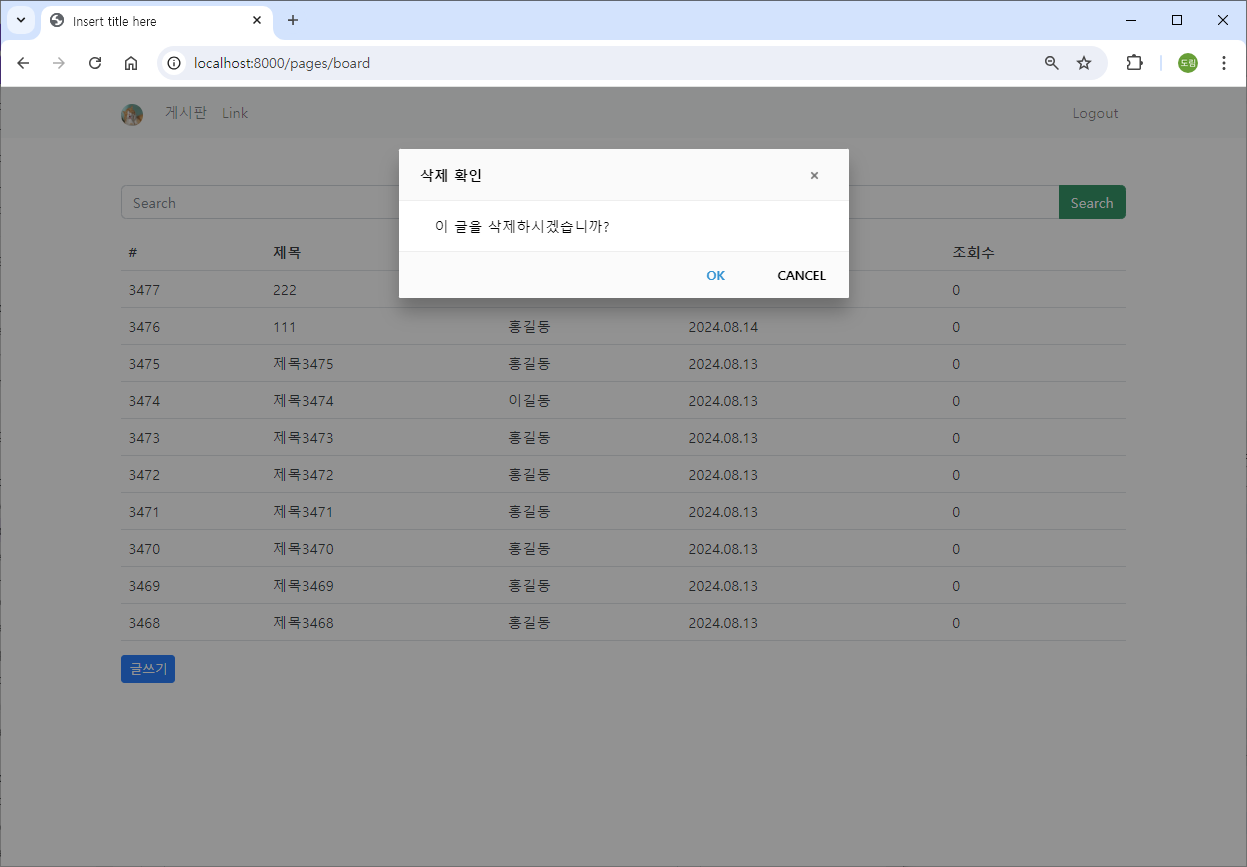 Insert title here
localhost:8000/pages/board
도림
게시판 Link Logout
삭제 확인
이 글을 삭제하시겠습니까?
OK CANCEL
Search Search
# 제목 조회수
3477 222 0
3476 111 홍길동 2024.08.14 0
3475 제목3475 홍길동 2024.08.13 0
3474 제목3474 이길동 2024.08.13 0
3473 제목3473 홍길동 2024.08.13 0
3472 제목3472 홍길동 2024.08.13 0
3471 제목3471 홍길동 2024.08.13 0
3470 제목3470 홍길동 2024.08.13 0
3469 제목3469 홍길동 2024.08.13 0
3468 제목3468 홍길동 2024.08.13 0
글쓰기